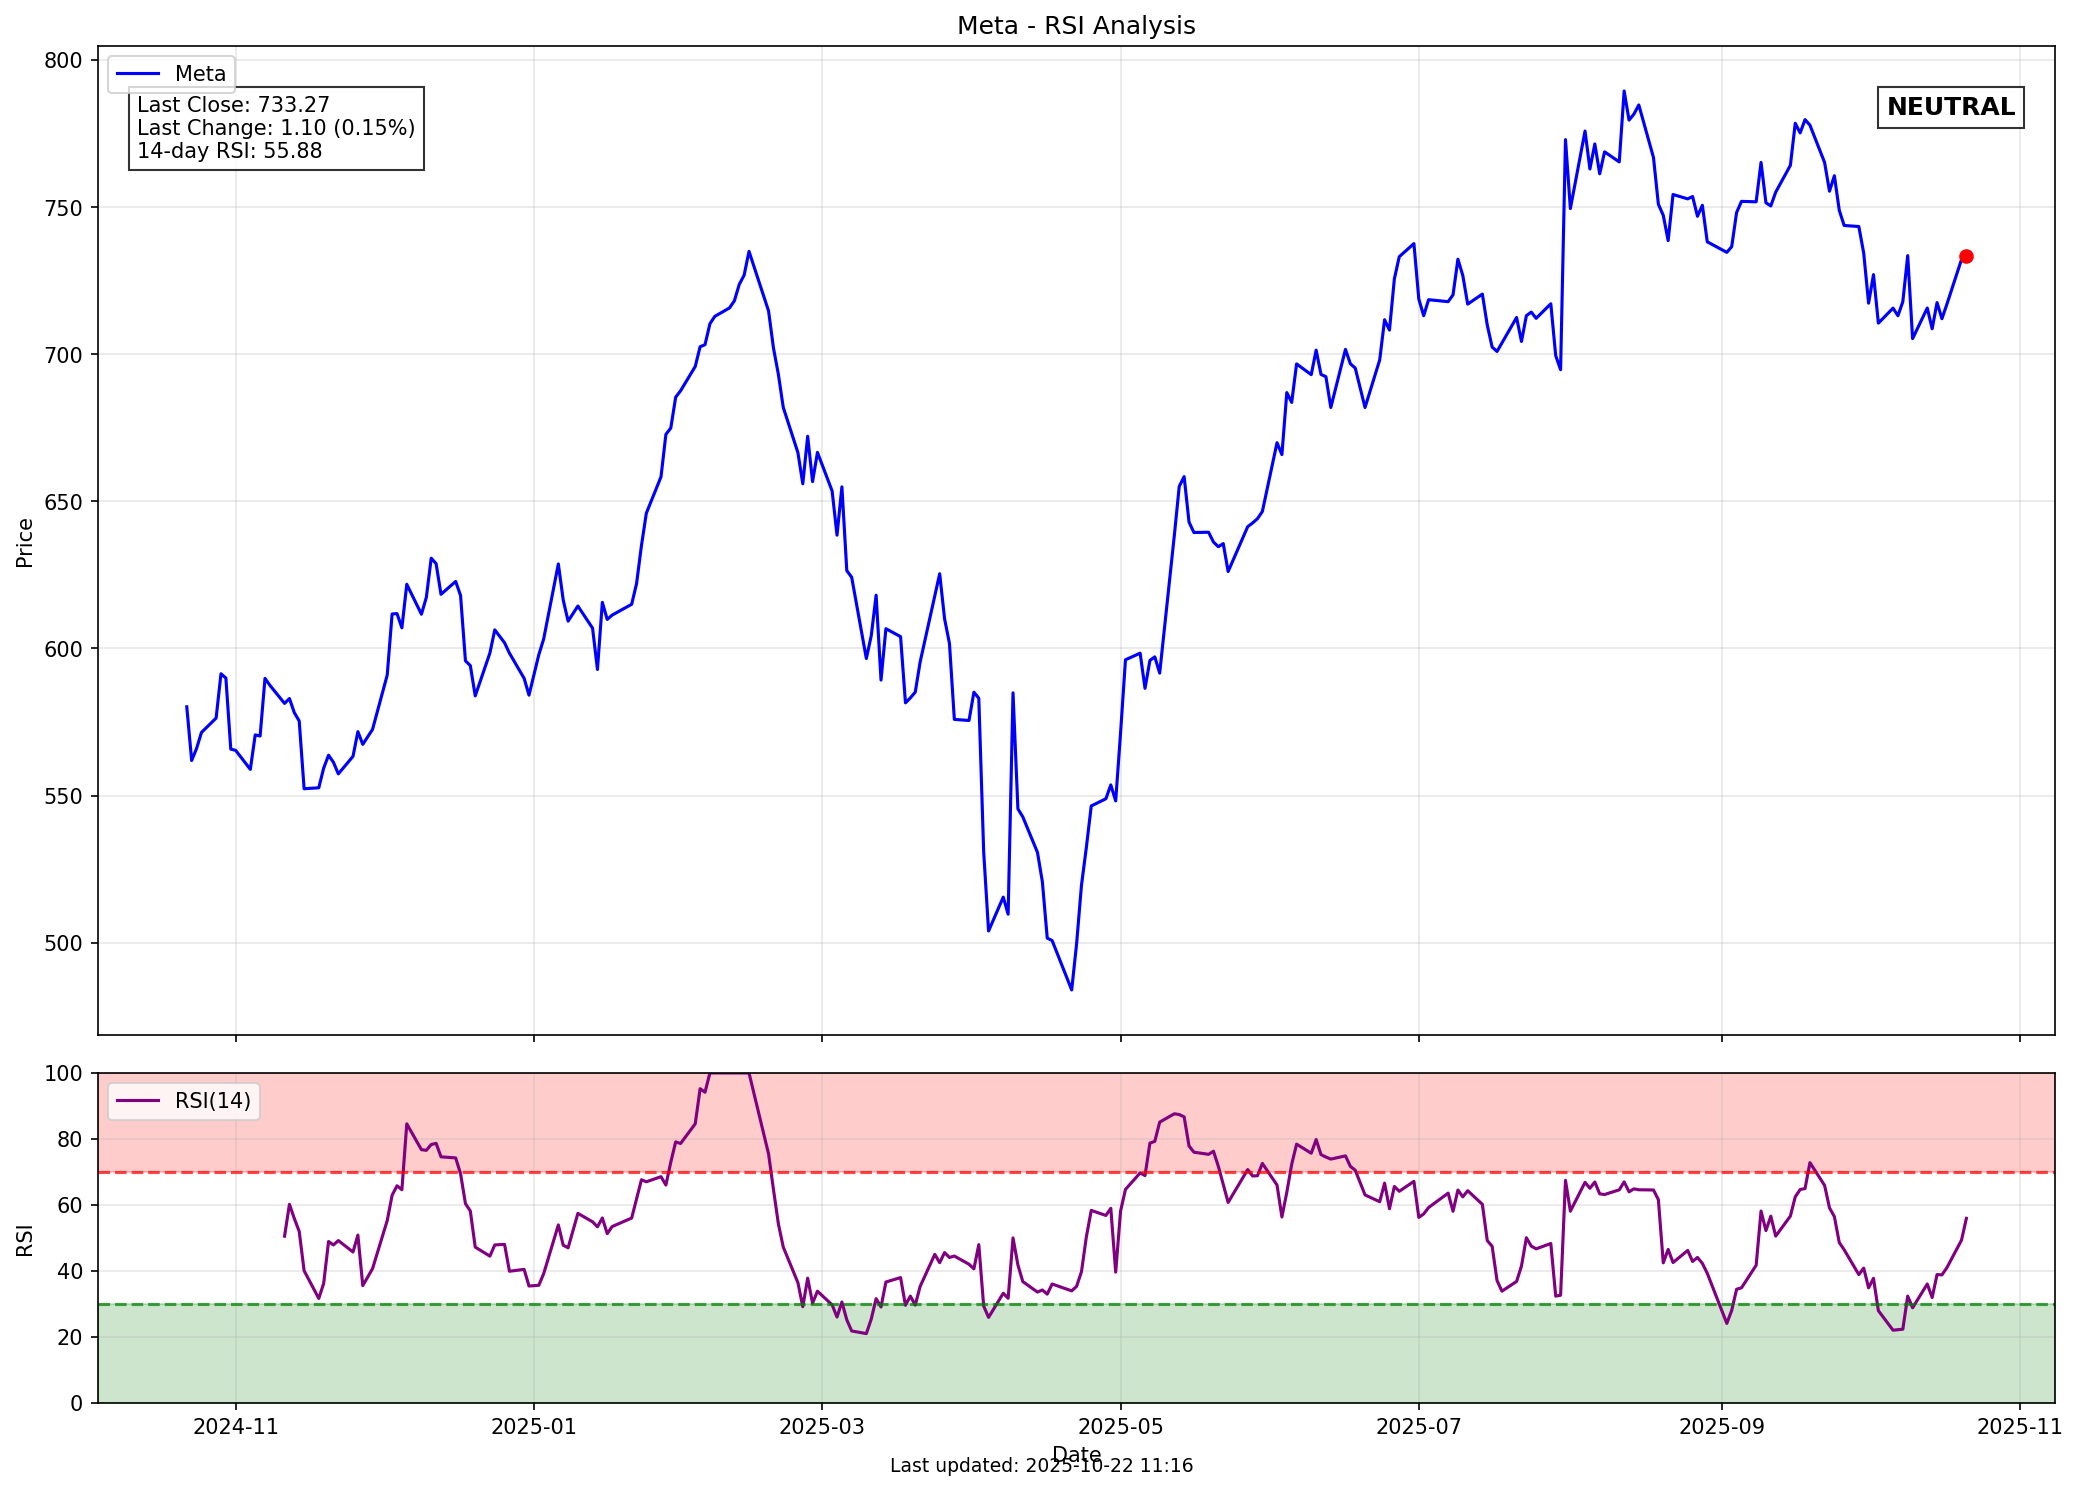 Meta - RSI Analysis
Meta
Last Close: 733.27
Last Change: 1.10 (0.15%)
14-day RSI: 55.88
NEUTRAL
800
750
700
650
600
550
500
Price
RSI(14)
100
80
60
40
20
0
RSI
2024-11
2025-01
2025-03
2025-05
2025-07
2025-09
2025-11
Date
Last updated: 2025-10-22 11:16